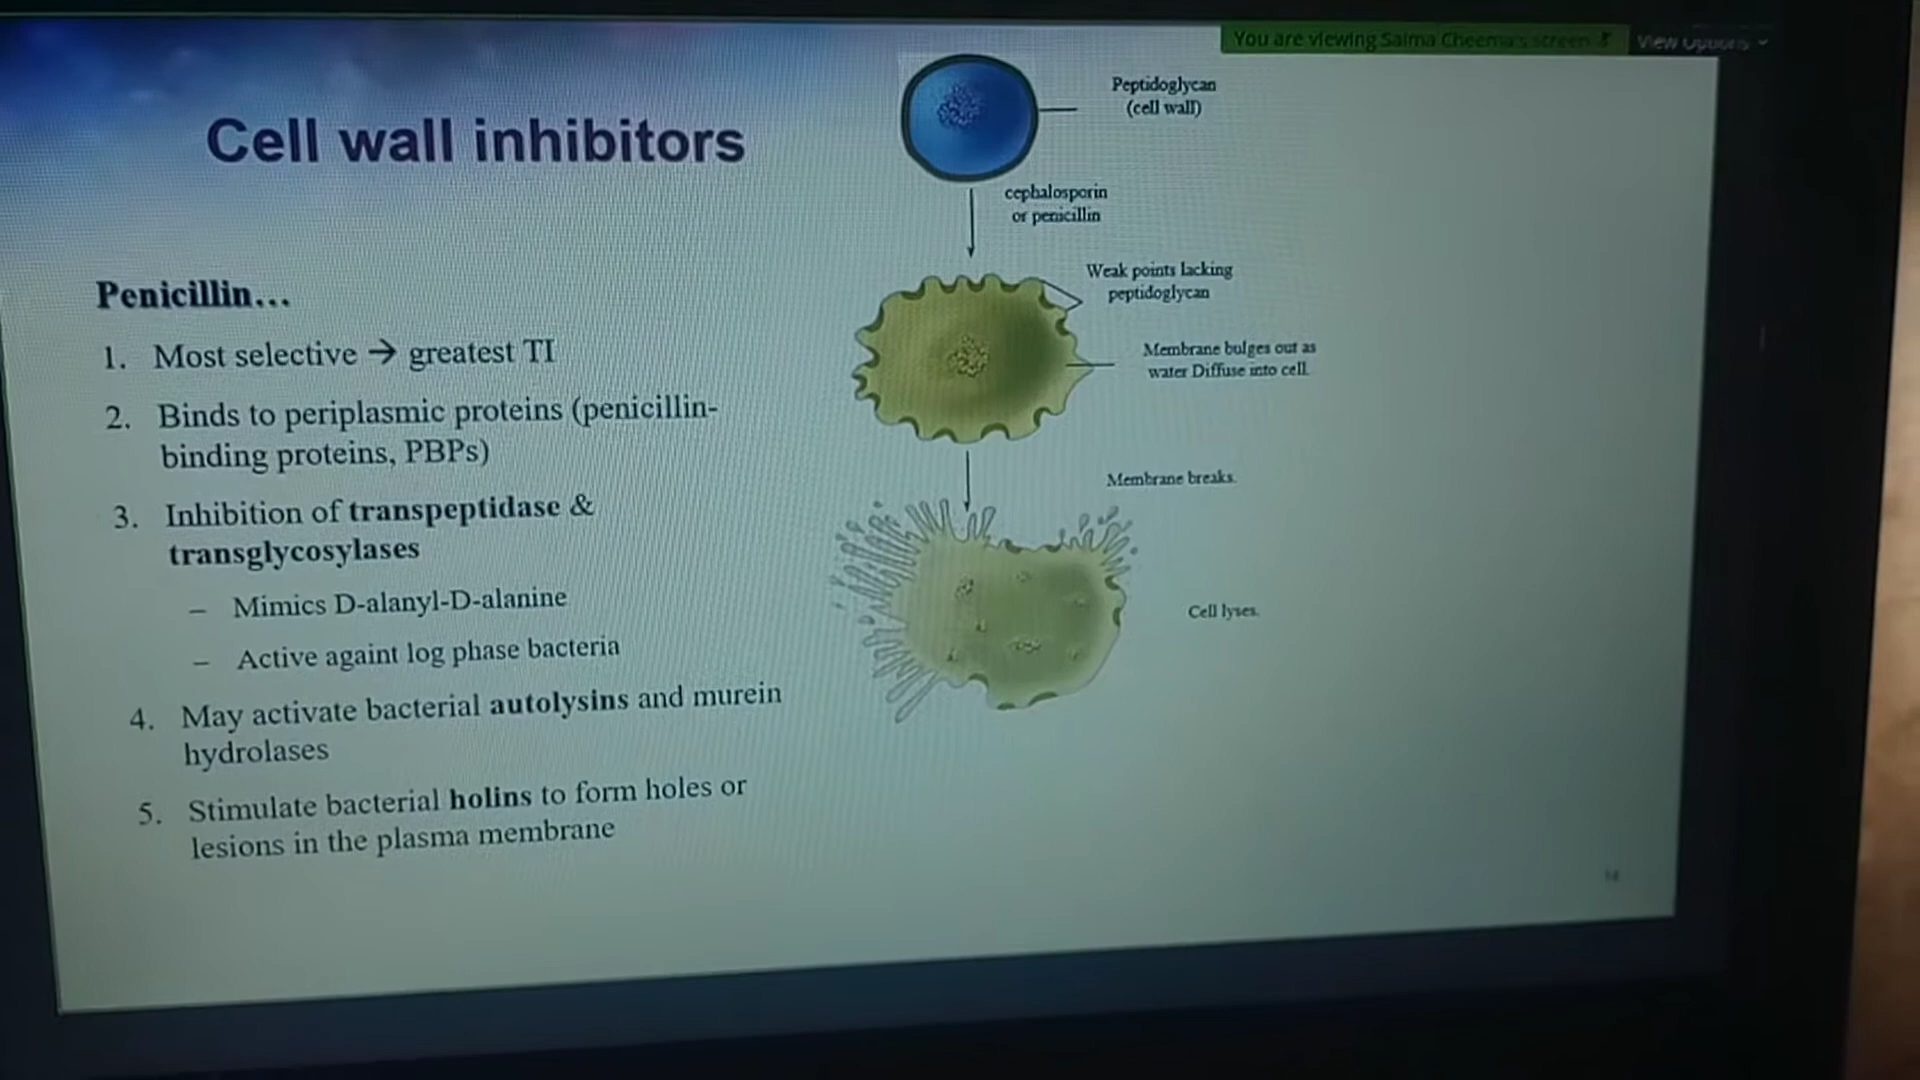 You are viewing Saima Cheema's screen
View Options
Cell wall inhibitors
Penicillin...
1. Most selective → greatest TI
2. Binds to periplasmic proteins (penicillin-
binding proteins, PBPs)
3. Inhibition of transpeptidase &
transglycosylases
– Mimics D-alanyl-D-alanine
– Active againt log phase bacteria
4. May activate bacterial autolysins and murein
hydrolases
5. Stimulate bacterial holins to form holes or
lesions in the plasma membrane
Peptidoglycan
(cell wall)
cephalosporin
or penicillin
Weak points lacking
peptidoglycan
Membrane bulges out as
water Diffuse into cell.
Membrane breaks.
Cell lyses.